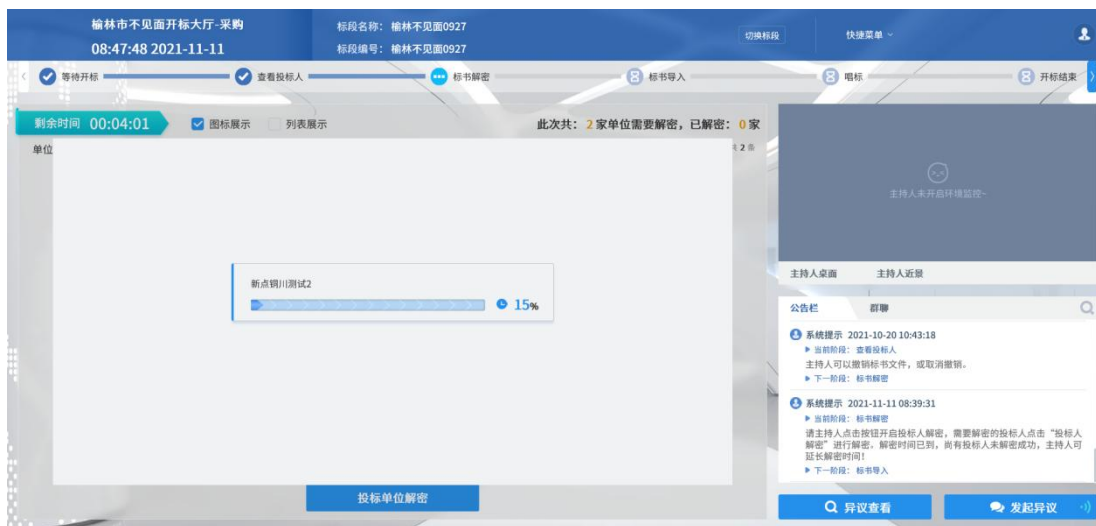 榆林市不见面开标大厅-采购
08:47:48 2021-11-11
标段名称： 榆林不见面0927
标段编号： 榆林不见面0927
切换标段
快捷菜单
等待开标
查看投标人
标书解密
标书导入
唱标
开标结束
剩余时间 00:04:01
图标展示
列表展示
此次共： 2 家单位需要解密，已解密： 0 家
单位
2 条
新点铜川测试2
15%
投标单位解密
主持人未开启环境监控~
主持人桌面
主持人近景
公告栏
群聊
系统提示 2021-10-20 10:43:18
当前阶段： 查看投标人
主持人可以撤销标书文件，或取消撤销。
下一阶段： 标书解密
系统提示 2021-11-11 08:39:31
当前阶段： 标书解密
请主持人点击按钮开启投标人解密，需要解密的投标人点击“投标人
解密”进行解密。解密时间已到，尚有投标人未解密成功，主持人可
延长解密时间！
下一阶段： 标书导入
异议查看
发起异议